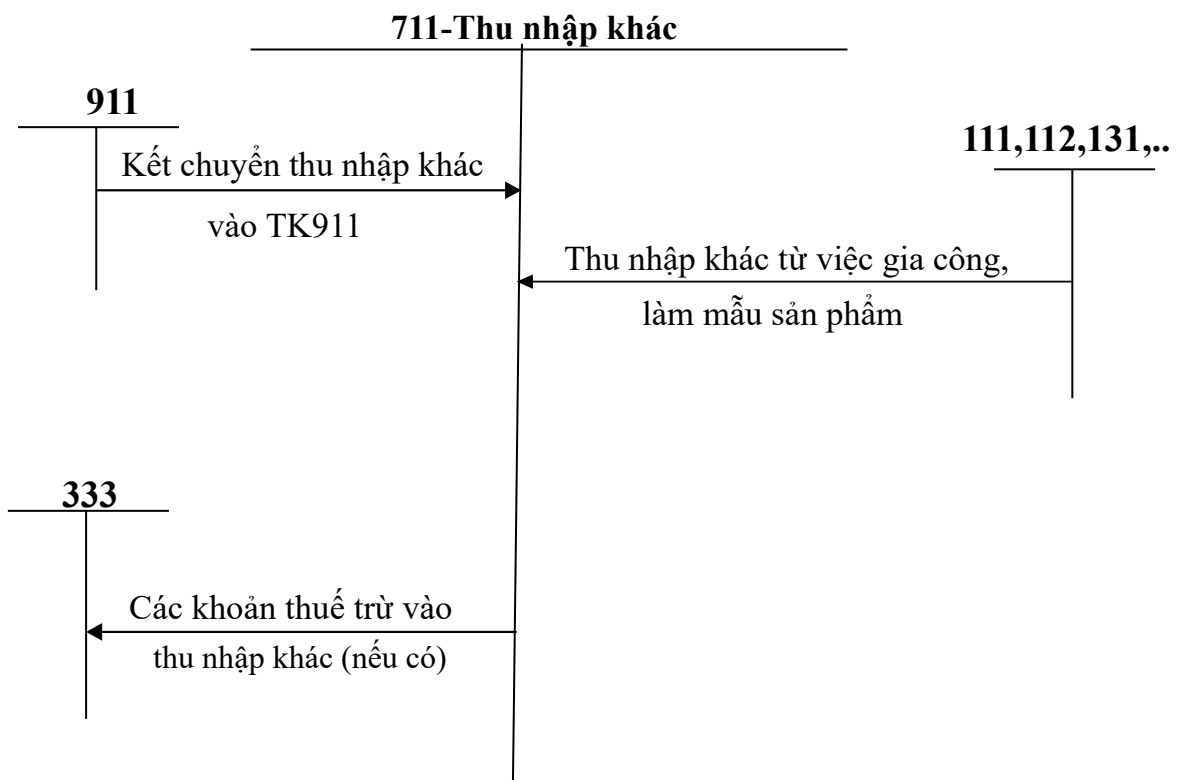 711-Thu nhập khác
911
111,112,131,..
Kết chuyển thu nhập khác
vào TK911
Thu nhập khác từ việc gia công,
làm mẫu sản phẩm
333
Các khoản thuế trừ vào
thu nhập khác (nếu có)